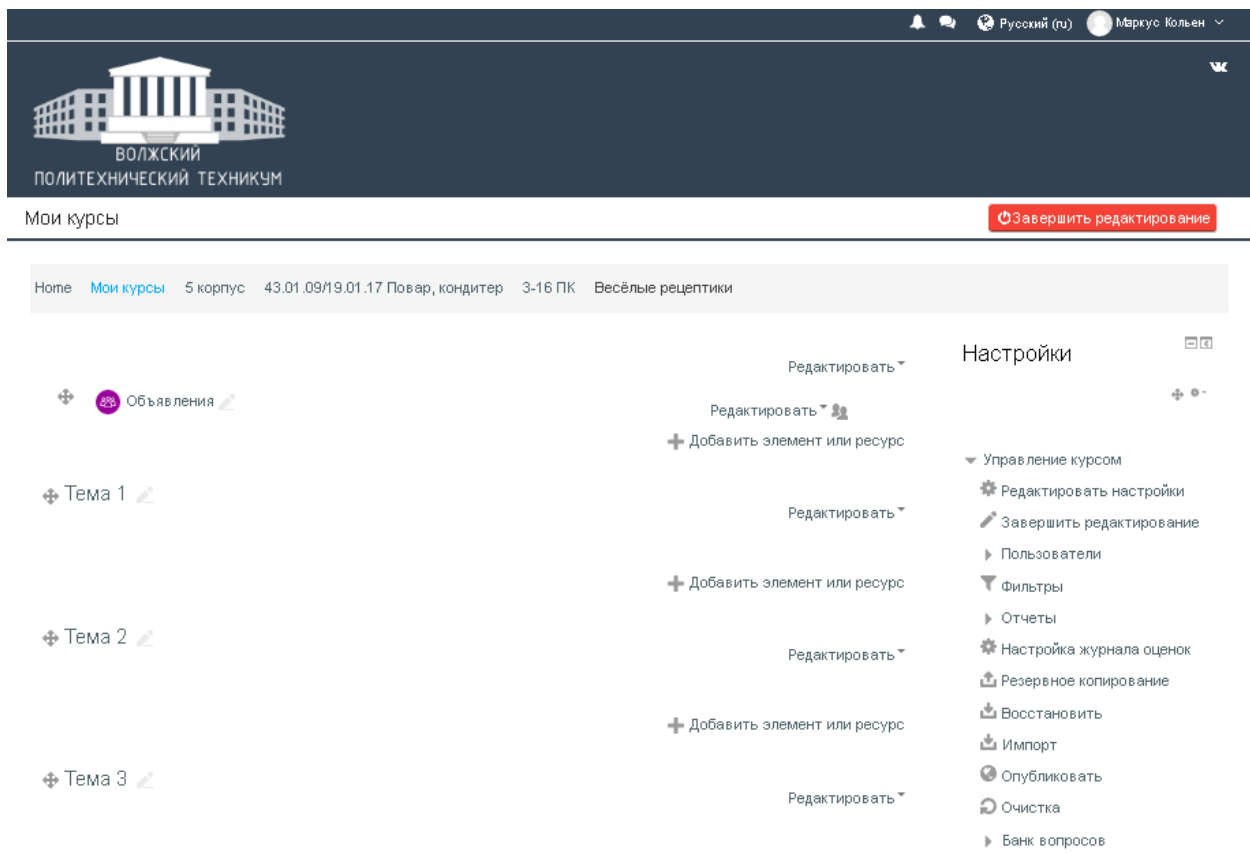 Русский (ru) Маркус Кольен
ВОЛЖСКИЙ
ПОЛИТЕХНИЧЕСКИЙ ТЕХНИКУМ
Мои курсы Завершить редактирование
Home Мои курсы 5 корпус 43.01.09/19.01.17 Повар, кондитер 3-16 ПК Весёлые рецептики
Редактировать
Объявления
Редактировать
Добавить элемент или ресурс
Тема 1
Редактировать
Добавить элемент или ресурс
Тема 2
Редактировать
Добавить элемент или ресурс
Тема 3
Редактировать
Настройки
Управление курсом
Редактировать настройки
Завершить редактирование
Пользователи
Фильтры
Отчеты
Настройка журнала оценок
Резервное копирование
Восстановить
Импорт
Опубликовать
Очистка
Банк вопросов